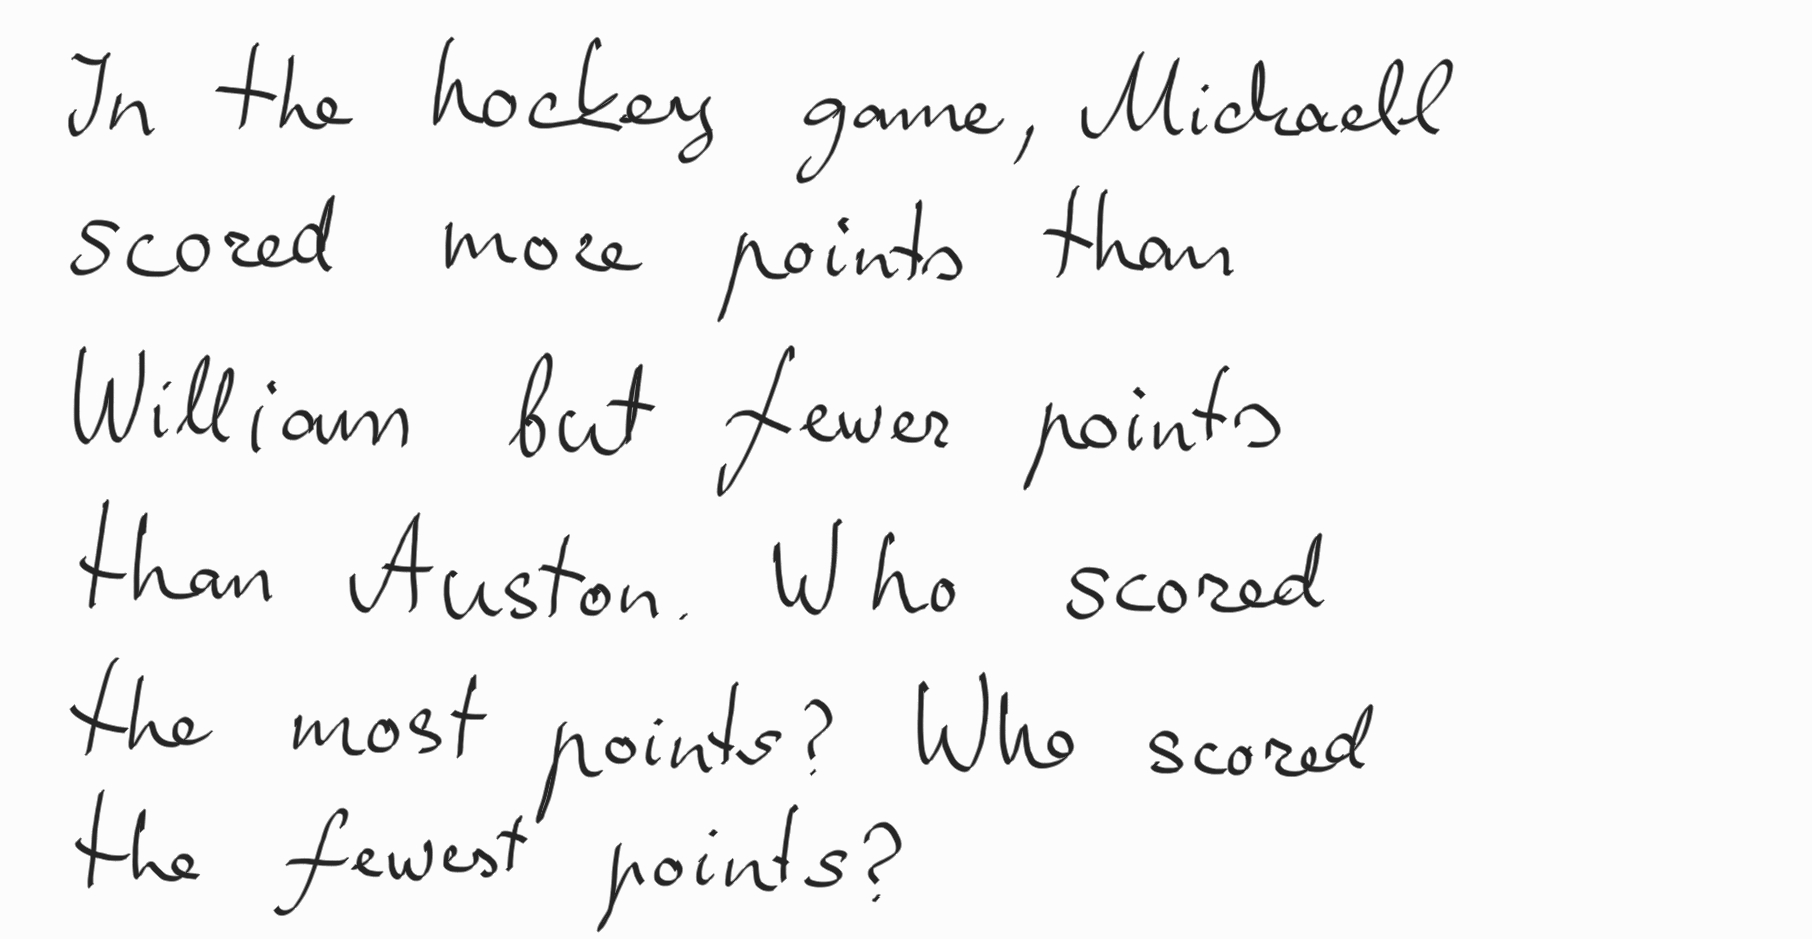 In the hockey game, Michaell
scored more points than
William but fewer points
than Auston. Who scored
the most points? Who scored
the fewest points?